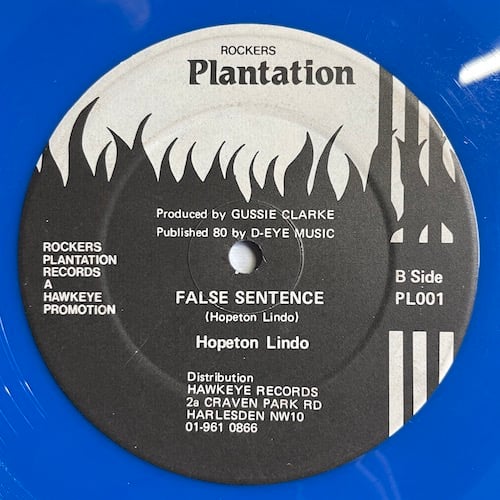 ROCKERS
Plantation
Produced by GUSSIE CLARKE
Published 80 by D-EYE MUSIC
ROCKERS
PLANTATION
RECORDS
A
HAWKEYE
PROMOTION
B Side
PL001
FALSE SENTENCE
(Hopeton Lindo)
Hopeton Lindo
Distribution
HAWKEYE RECORDS
2a CRAVEN PARK RD
HARLESDEN NW10
01-961 0866